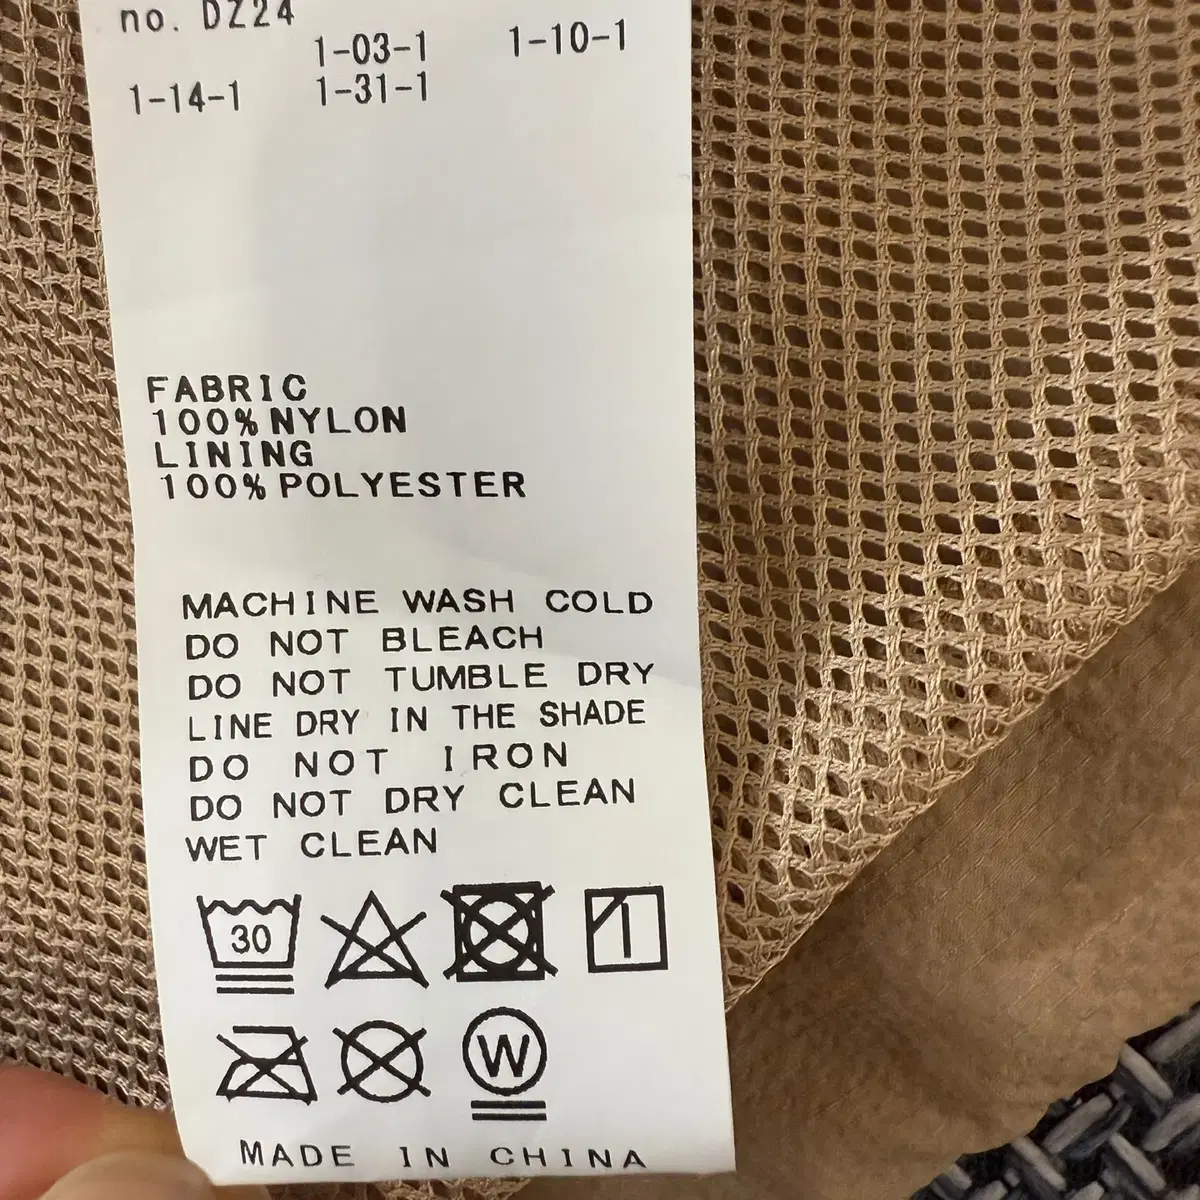 no. DZ24
1-03-1 1-10-1
1-14-1 1-31-1
FABRIC
100%NYLON
LINING
100%POLYESTER
MACHINE WASH COLD
DO NOT BLEACH
DO NOT TUMBLE DRY
LINE DRY IN THE SHADE
DO NOT IRON
DO NOT DRY CLEAN
WET CLEAN
30
W
MADE IN CHINA